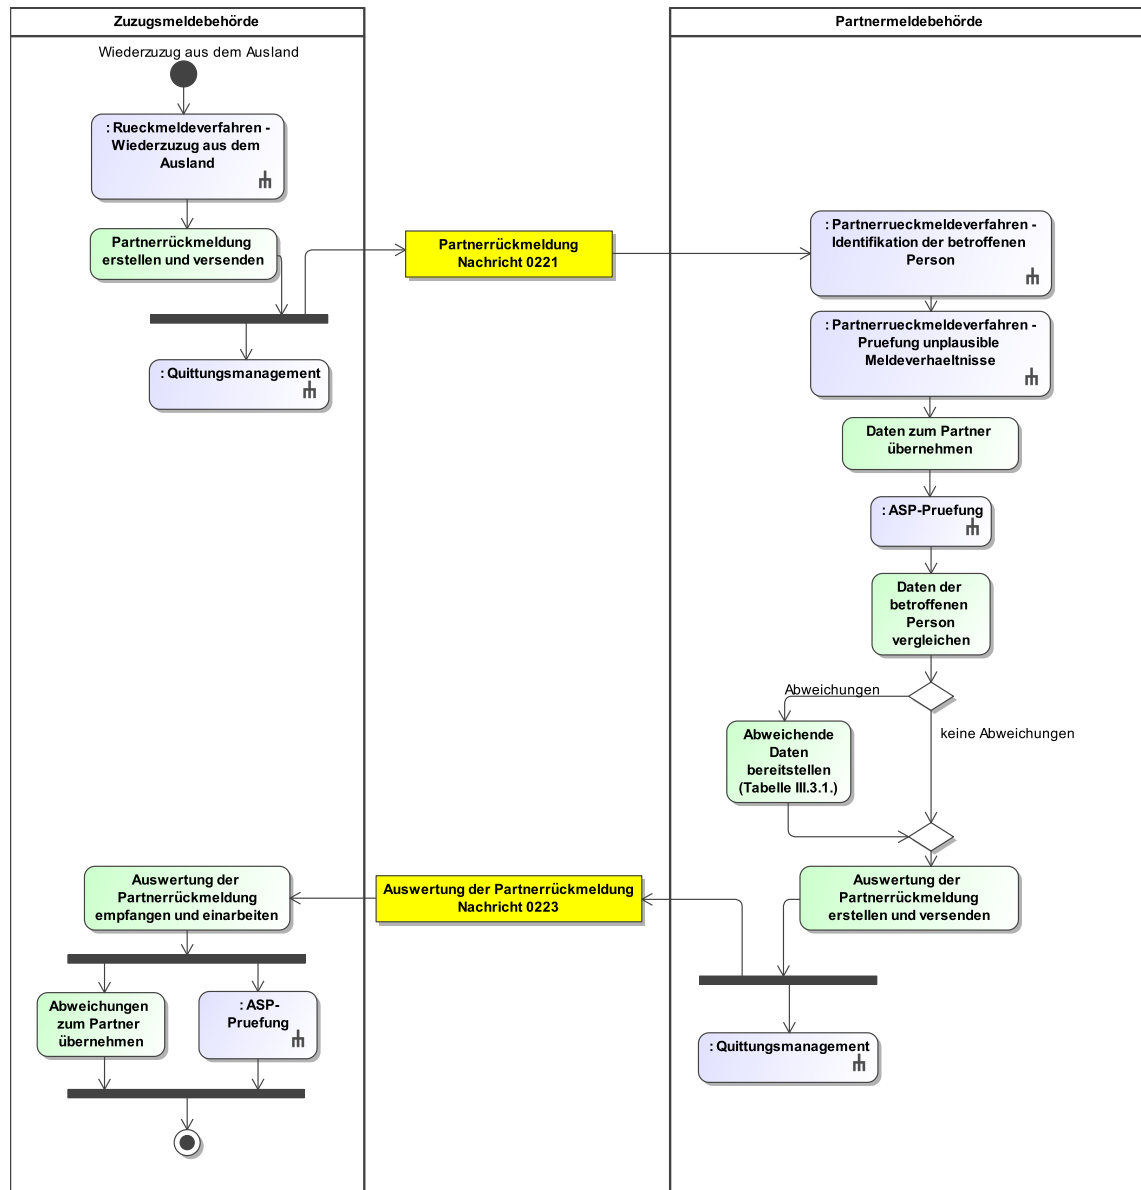 Zuzugsmeldebehörde
Partnermeldebehörde
Wiederzuzug aus dem Ausland
: Rueckmeldeverfahren -
Wiederzuzug aus dem
Ausland
Partnerrückmeldung
erstellen und versenden
: Quittungsmanagement
Partnerrückmeldung
Nachricht 0221
: Partnerrueckmeldeverfahren -
Identifikation der betroffenen
Person
: Partnerrueckmeldeverfahren -
Pruefung unplausible
Meldeverhaeltnisse
Daten zum Partner
übernehmen
: ASP-Pruefung
Daten der
betroffenen
Person
vergleichen
Abweichungen
keine Abweichungen
Abweichende
Daten
bereitstellen
(Tabelle III.3.1.)
Auswertung der
Partnerrückmeldung
erstellen und versenden
: Quittungsmanagement
Auswertung der Partnerrückmeldung
Nachricht 0223
Auswertung der
Partnerrückmeldung
empfangen und einarbeiten
Abweichungen
zum Partner
übernehmen
: ASP-
Pruefung